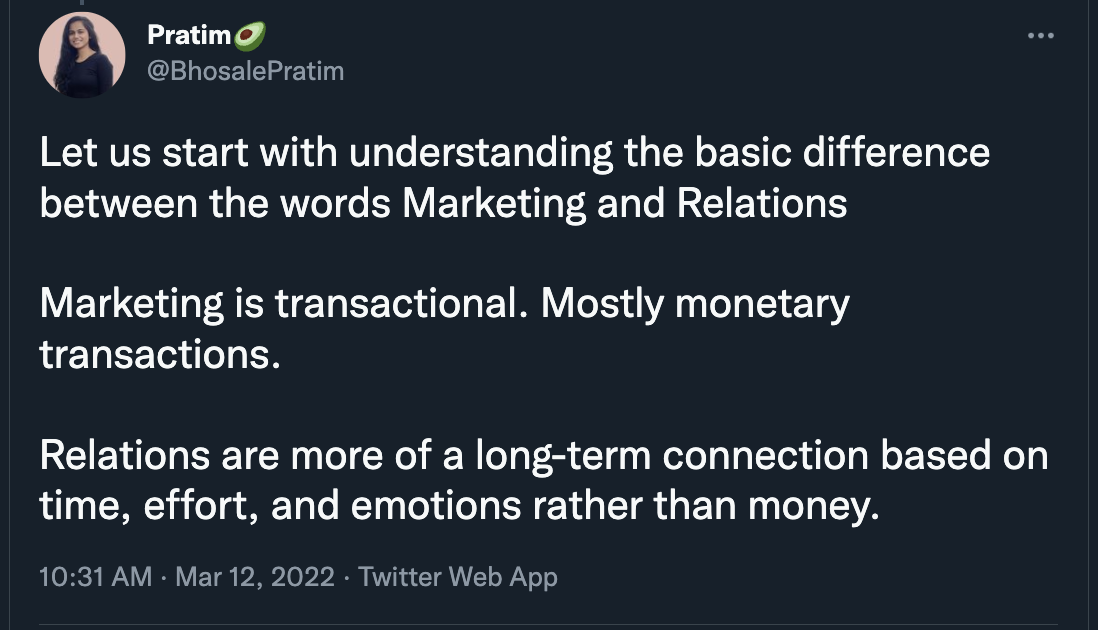 Pratim🥑
@BhosalePratim
Let us start with understanding the basic difference
between the words Marketing and Relations
Marketing is transactional. Mostly monetary
transactions.
Relations are more of a long-term connection based on
time, effort, and emotions rather than money.
10:31 AM · Mar 12, 2022 · Twitter Web App